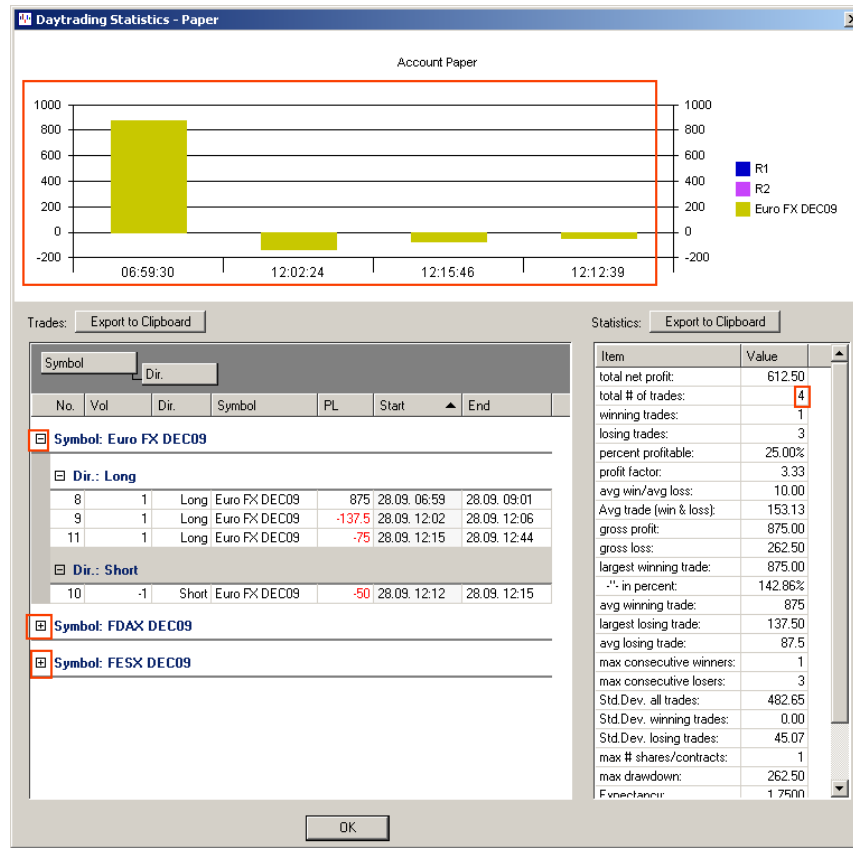 Daytrading Statistics - Paper
Account Paper
1000 1000
800 800
600 600
400 400
200 200
0 0
-200 -200
06:59:30 12:02:24 12:15:46 12:12:39
R1
R2
Euro FX DEC09
Trades: Export to Clipboard
Symbol
Dir.
No. Vol Dir. Symbol PL Start End
Symbol: Euro FX DEC09
Dir.: Long
8 1 Long Euro FX DEC09 875 28.09. 06:59 28.09. 09:01
9 1 Long Euro FX DEC09 -137.5 28.09. 12:02 28.09. 12:06
11 1 Long Euro FX DEC09 -75 28.09. 12:15 28.09. 12:44
Dir.: Short
10 -1 Short Euro FX DEC09 -50 28.09. 12:12 28.09. 12:15
Symbol: FDAX DEC09
Symbol: FESX DEC09
Statistics: Export to Clipboard
Item Value
total net profit: 612.50
total # of trades: 4
winning trades: 1
losing trades: 3
percent profitable: 25.00%
profit factor: 3.33
avg win/avg loss: 10.00
Avg trade (win & loss): 153.13
gross profit: 875.00
gross loss: 262.50
largest winning trade: 875.00
-"- in percent: 142.86%
avg winning trade: 875
largest losing trade: 137.50
avg losing trade: 87.5
max consecutive winners: 1
max consecutive losers: 3
Std.Dev. all trades: 482.65
Std.Dev. winning trades: 0.00
Std.Dev. losing trades: 45.07
max # shares/contracts: 1
max drawdown: 262.50
Expectancy: 1.7500
OK